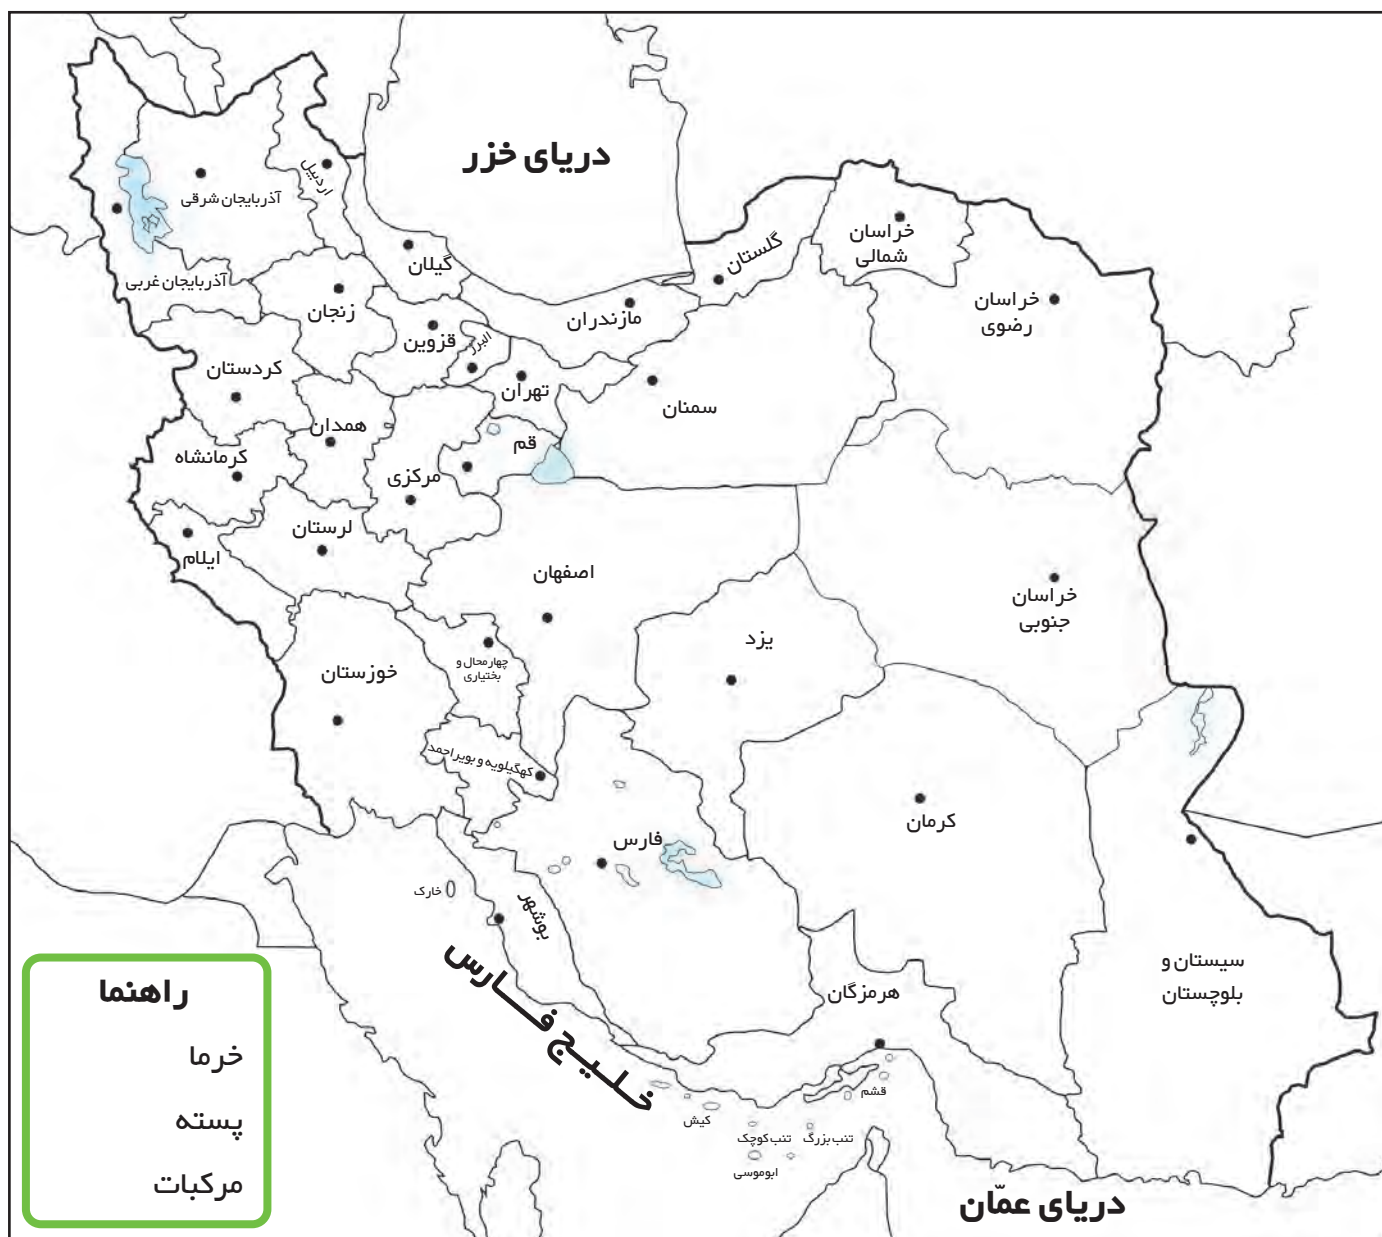 دریای خزر
اردبیل
آذربایجان شرقی
آذربایجان غربی
گیلان
گلستان
خراسان
شمالی
خراسان
رضوی
زنجان
قزوین
البرز
مازندران
کردستان
تهران
سمنان
همدان
قم
کرمانشاه
مرکزی
لرستان
ایلام
اصفهان
خراسان
جنوبی
یزد
چهارمحال و
بختیاری
خوزستان
کهگیلویه و بویراحمد
کرمان
فارس
خارک
بوشهر
خلیج فارس
هرمزگان
سیستان و
بلوچستان
قشم
کیش
تنب کوچک
تنب بزرگ
ابوموسی
دریای عمّان
راهنما
خرما
پسته
مرکبات